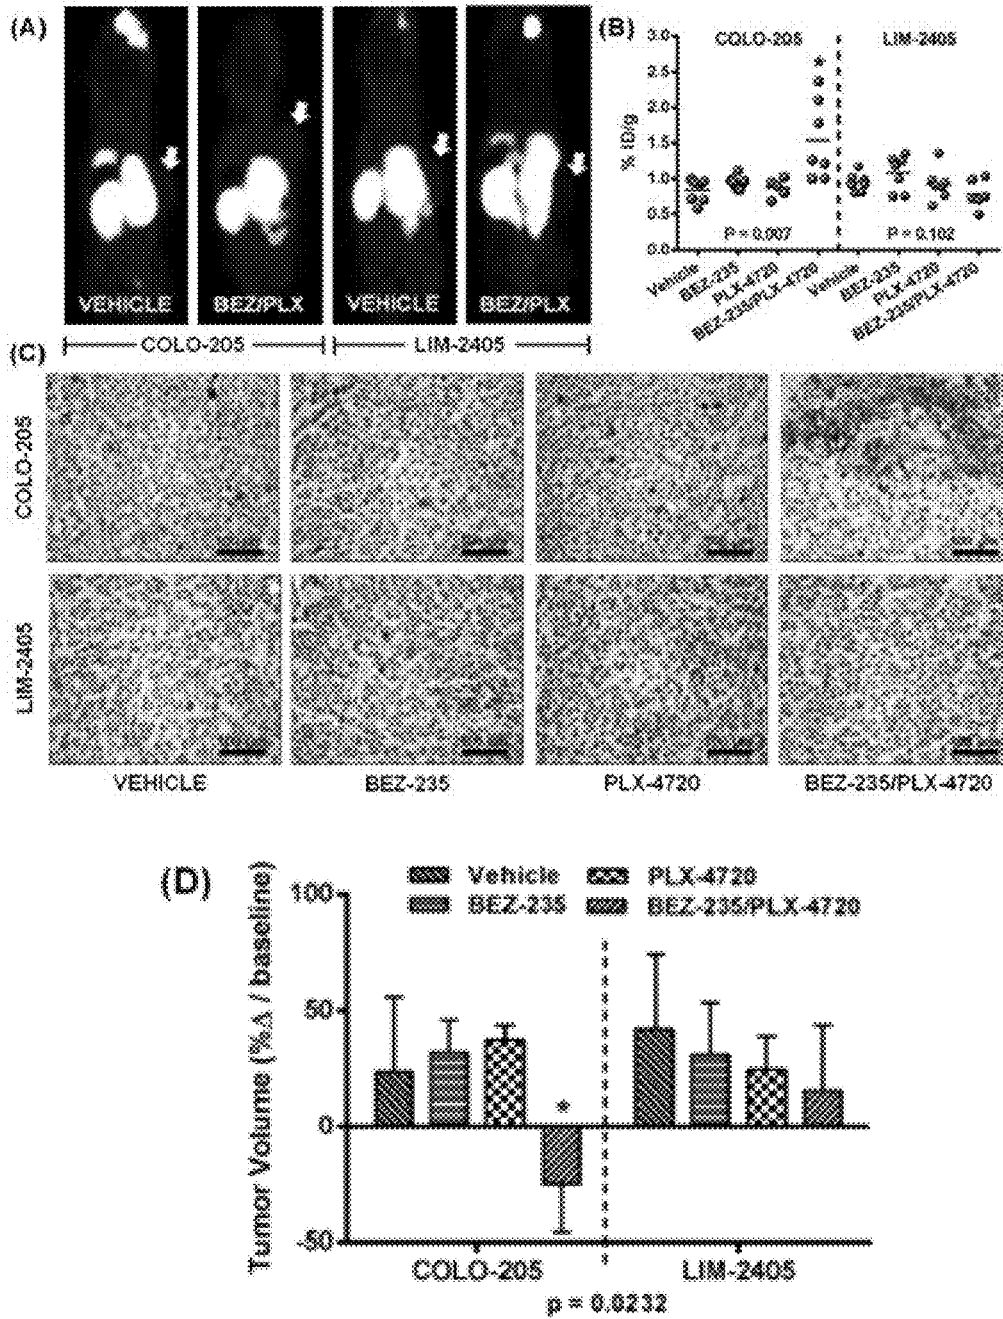 (A)
VEHICLE
BEZ/PLX
VEHICLE
BEZ/PLX
COLO-205
LIM-2405
(B)
COLO-205
LIM-2405
% ID/g
3.0
2.5
2.0
1.5
1.0
0.5
0.0
*
P = 0.007
P = 0.102
Vehicle
BEZ-235
PLX-4720
BEZ-235/PLX-4720
Vehicle
BEZ-235
PLX-4720
BEZ-235/PLX-4720
(C)
COLO-205
LIM-2405
VEHICLE
BEZ-235
PLX-4720
BEZ-235/PLX-4720
(D)
Vehicle
PLX-4720
BEZ-235
BEZ-235/PLX-4720
Tumor Volume (%Δ / baseline)
100
50
0
-50
*
COLO-205
LIM-2405
p = 0.0232